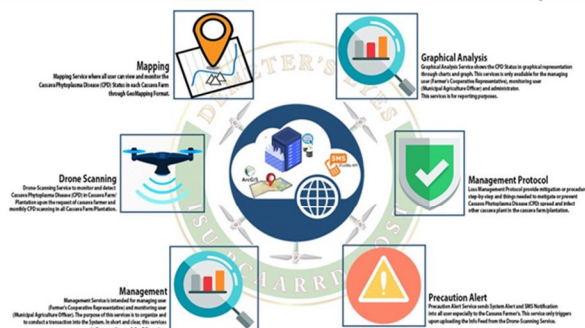 Mapping
Mapping Service where all user can view and monitor the
Cassava Phytoplasma Disease (CPD) Status in each Cassava Farm
through GeoMapping Format.
Graphical Analysis
Graphical Analysis Service shows the CPD Status in graphical representation
through charts and graph. This services is only available for the managing
user (Farmer's Cooperative Representative), monitoring user
(Municipal Agriculture Officer) and administrator.
This services is for reporting purposes.
DEMETER'S EYES
Drone Scanning
Drone-Scanning Service to monitor and detect
Cassava Phytoplasma Disease (CPD) in Cassava Farm/
Plantation upon the request of cassava farmer and
monthly CPD scanning in all Cassava Farm/Plantation.
ArcGIS
SMS
Management Protocol
Loss Management Protocol provide mitigation or procedure
step-by-step and things needed to metigate or prevent
Cassava Phytoplasma Disease (CPD) spread and infect
other cassava plant in the cassava farm/plantation.
Management
Management Service is intended for managing user
(Farmer's Cooperative Representative) and monitoring user
(Municipal Agriculture Officer). The purpose of this services is to organize and
to conduct a transaction into the System. In short and clear, this services
Precaution Alert
Precaution Alert Service sends System Alert and SMS Notification
into all user especially to the Cassava Farmer's. This service only triggers
upon uploading the Info Feed from the Drone-Scanning Service.